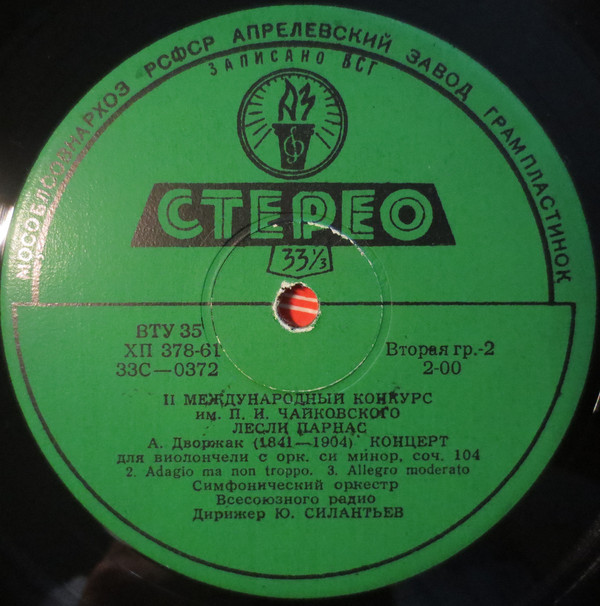 МОСОБЛСОВНАРХОЗ РСФСР АПРЕЛЕВСКИЙ ЗАВОД ГРАМПЛАСТИНОК
ЗАПИСАНО ВСГ
АЗ
СТЕРЕО
33⅓
ВТУ 35
ХП 378-61
33С—0372
Вторая гр.-2
2-00
II МЕЖДУНАРОДНЫЙ КОНКУРС
им. П. И. ЧАЙКОВСКОГО
ЛЕСЛИ ПАРНАС
А. Дворжак (1841—1904) КОНЦЕРТ
для виолончели с орк. си минор, соч. 104
2. Adagio ma non troppo. 3. Allegro moderato
Симфонический оркестр
Всесоюзного радио
Дирижер Ю. СИЛАНТЬЕВ